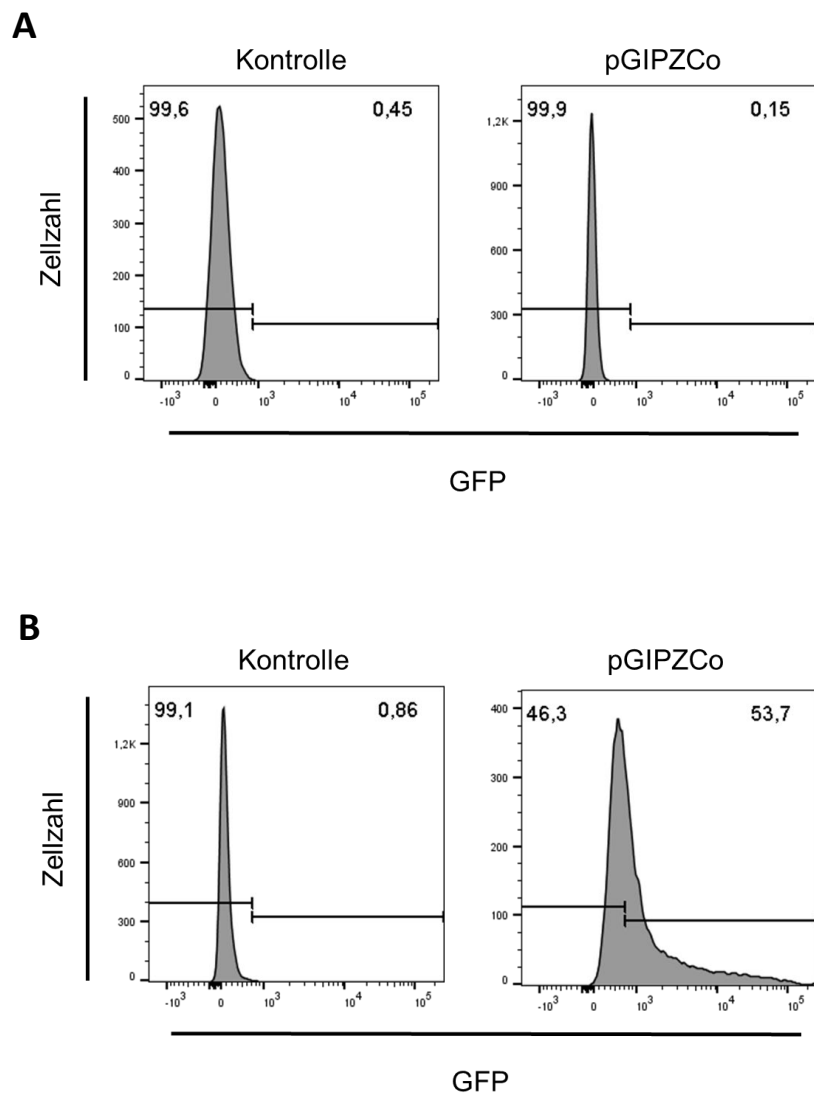 A
Kontrolle
pGIPZCo
99,6
0,45
99,9
0,15
Zellzahl
500
400
300
200
100
0
1,2K
900
600
300
0
-10³ 0 10³ 10⁴ 10⁵
-10³ 0 10³ 10⁴ 10⁵
GFP
B
Kontrolle
pGIPZCo
99,1
0,86
46,3
53,7
Zellzahl
1,2K
900
600
300
0
400
300
200
100
0
-10³ 0 10³ 10⁴ 10⁵
-10³ 0 10³ 10⁴ 10⁵
GFP